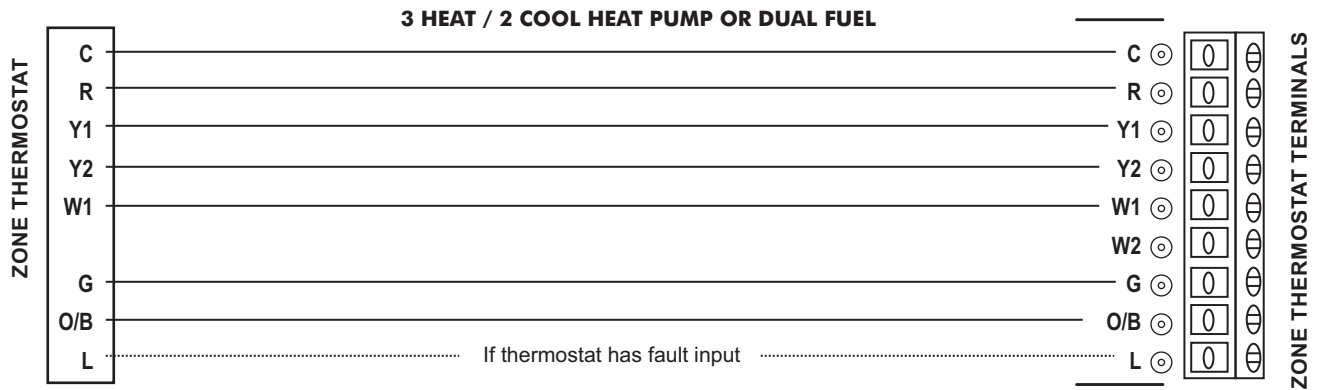 3 HEAT / 2 COOL HEAT PUMP OR DUAL FUEL
ZONE THERMOSTAT
C
R
Y1
Y2
W1
G
O/B
L
If thermostat has fault input
C
R
Y1
Y2
W1
W2
G
O/B
L
ZONE THERMOSTAT TERMINALS